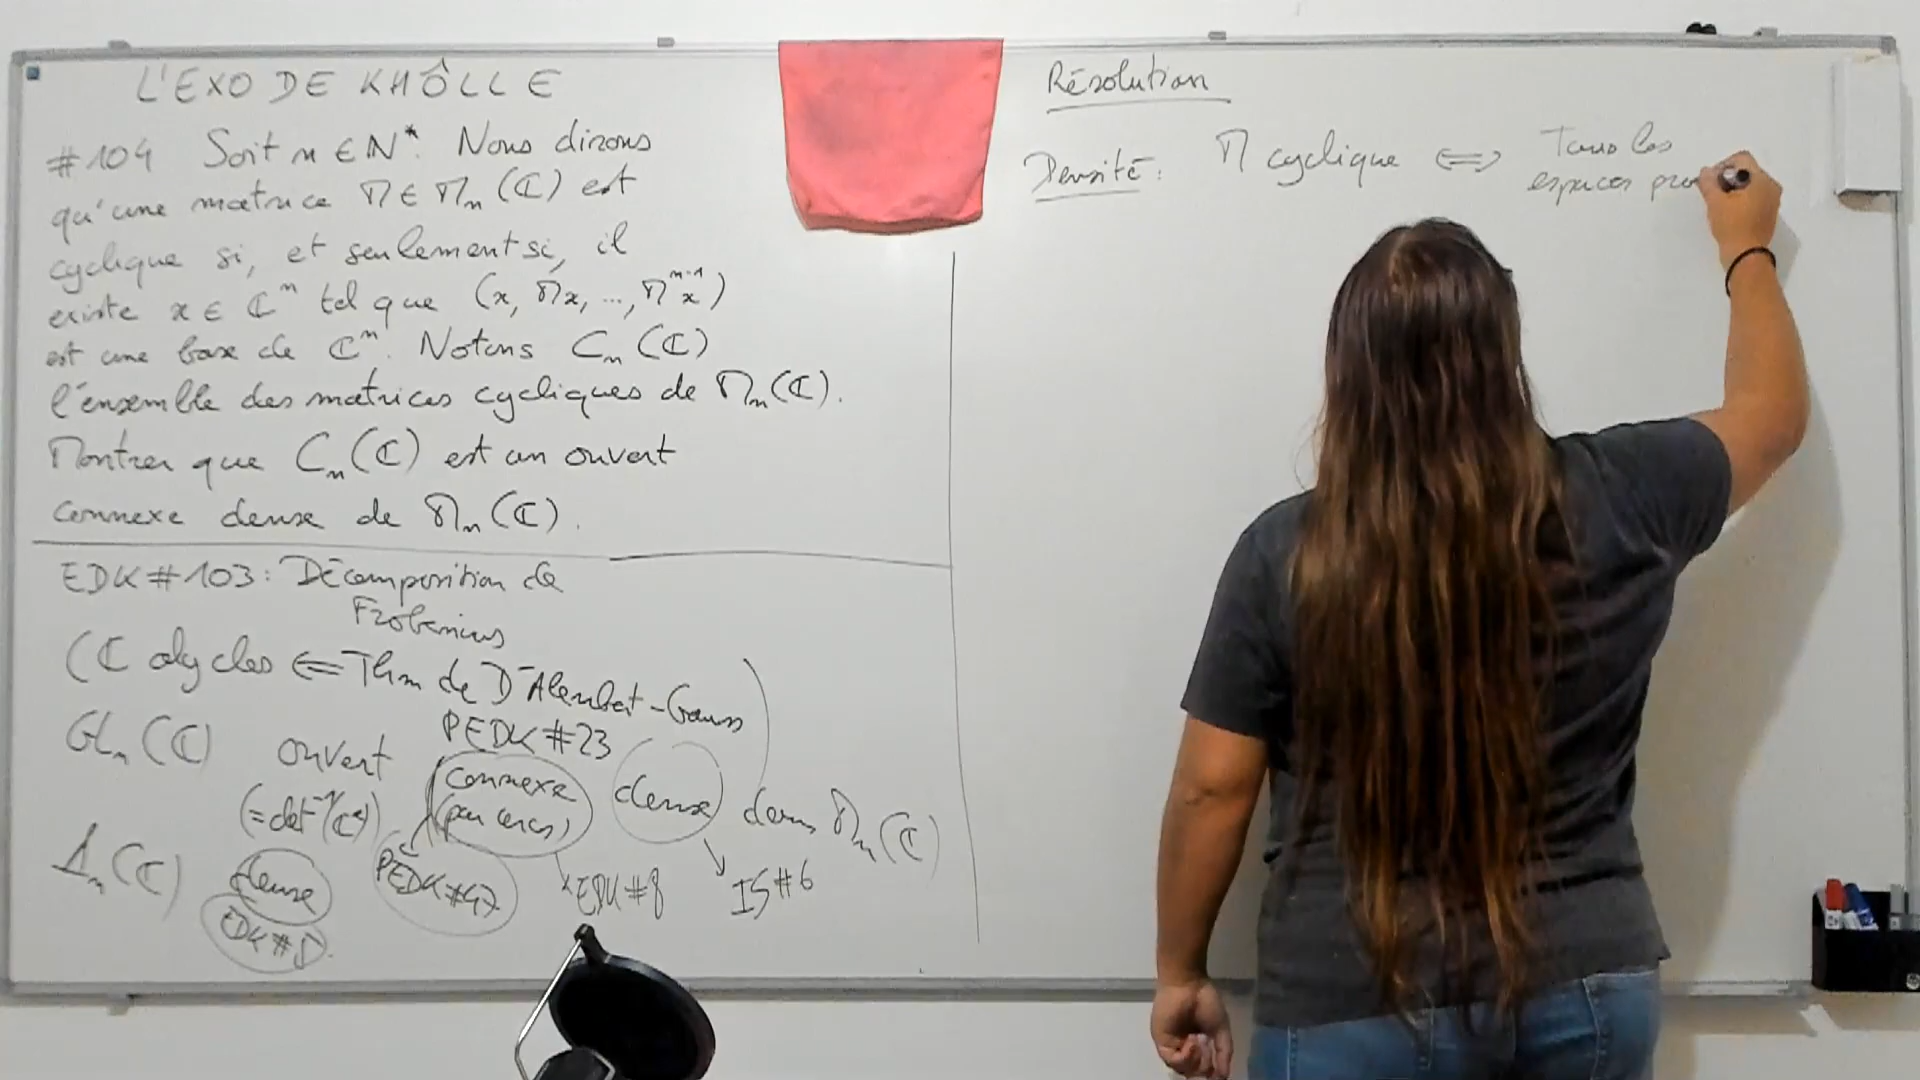 L'EXO DE KHÔLLE
#104 Soit n ∈ ℕ*. Nous dirons
qu'une matrice M ∈ Mₙ(ℂ) est
cyclique si, et seulement si, il
existe x ∈ ℂⁿ tel que (x, Mx, ..., Mⁿ⁻¹x)
est une base de ℂⁿ. Notons Cₙ(ℂ)
l'ensemble des matrices cycliques de Mₙ(ℂ).
Montrer que Cₙ(ℂ) est un ouvert
connexe dense de Mₙ(ℂ).
EDK#103: Décomposition de
Frobenius
(ℂ alg clos ⇐ Thm de D'Alembert-Gauss
PEDK#23
GLₙ(ℂ) ouvert connexe dense dans Mₙ(ℂ)
(=det⁻¹(ℂ*)) (par arcs)
PEDK#47 EDK#8 IS#6
Δₙ(ℂ) dense
EDK#5
Résolution
Densité: M cyclique ⟺ Tous les
espaces